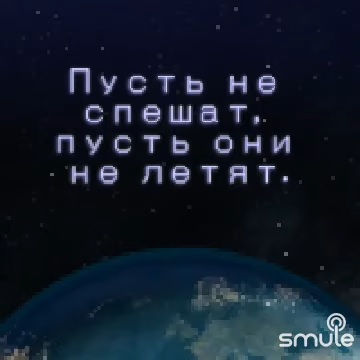 Пусть не
спешат,
пусть они
не летят.
smule